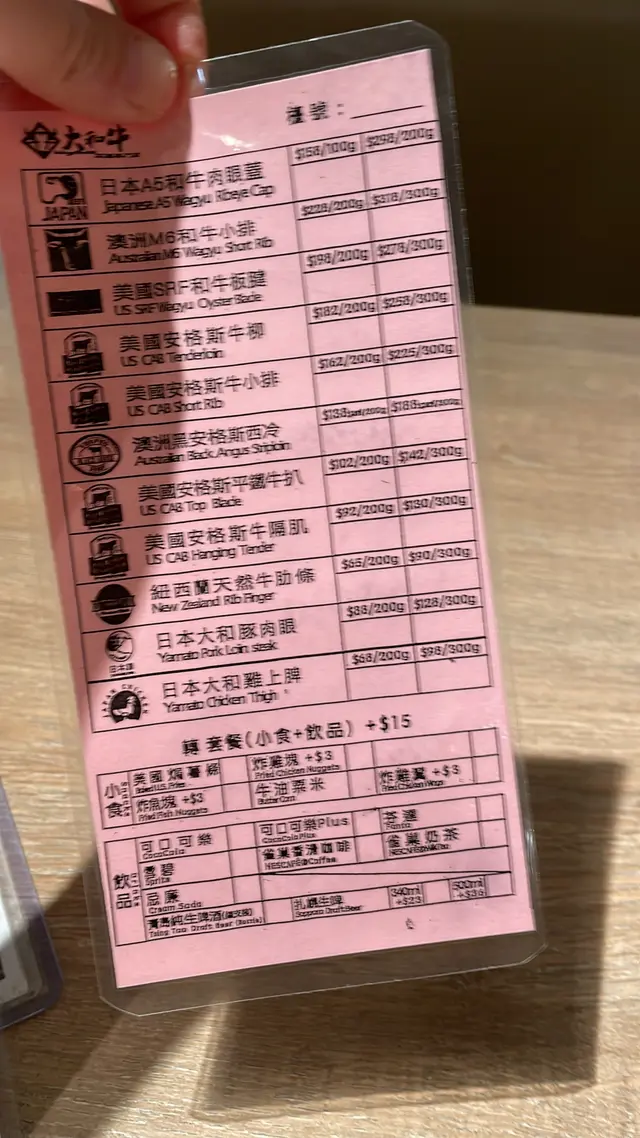 大和牛
檯號：
日本A5和牛肉眼蓋 $158/100g $298/200g
JAPAN Japanese A5 Wagyu Ribeye Cap
澳洲M6和牛小排 $228/200g $318/300g
Australian M6 Wagyu Short Rib
美國SRF和牛板腱 $198/200g $278/300g
US SRF Wagyu Oyster Blade
美國安格斯牛柳 $182/200g $258/300g
US CAB Tenderloin
美國安格斯牛小排 $162/200g $225/300g
US CAB Short Rib
澳洲黑安格斯西冷
Australian Black Angus Striploin
美國安格斯平鐵牛扒 $102/200g $142/300g
US CAB Top Blade
美國安格斯牛隔肌 $92/200g $130/300g
US CAB Hanging Tender
紐西蘭天然牛肋條 $65/200g $90/300g
New Zealand Rib Finger
日本大和豚肉眼 $88/200g $128/300g
Yamato Pork Loin steak
日本大和雞上脾 $68/200g $98/300g
Yamato Chicken Thigh
轉 套餐(小食+飲品) +$15
小食
美國焗薯條 炸雞塊 +$3
Fried Chicken Nuggets
炸魚塊 +$3 牛油粟米 炸雞翼 +$3
Fried Fish Nuggets Butter Corn Fried Chicken Wings
飲品
可口可樂 可口可樂Plus 芬達
CocaCola CocaCola Plus Fanta
雪碧 雀巢香滑咖啡 雀巢奶茶
Sprite NESCAFÉ Coffee
忌廉
Cream Soda
青島純生啤酒 扎幌生啤 340ml +$23 500ml
Tsing Tao Draft Beer (Bottle) Sapporo Draft Beer